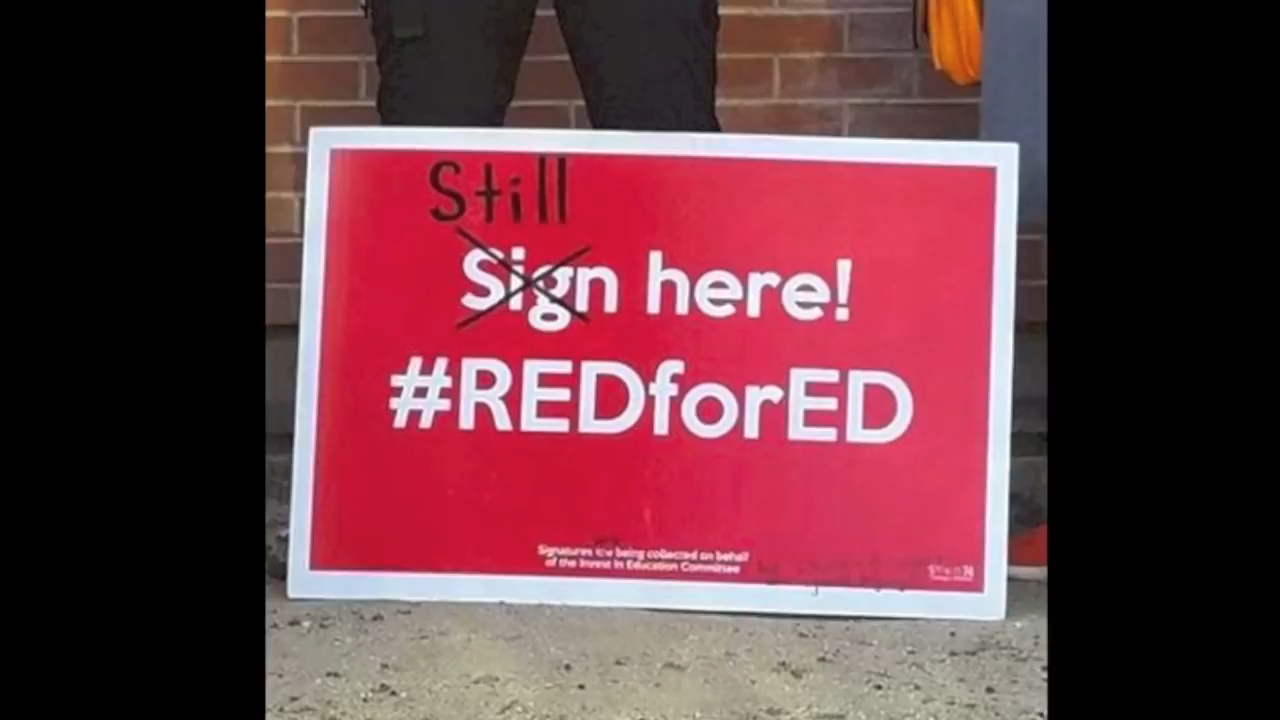 Still
Sign here!
#REDforED
Signatures are being collected on behalf
of the Invest in Education Committee